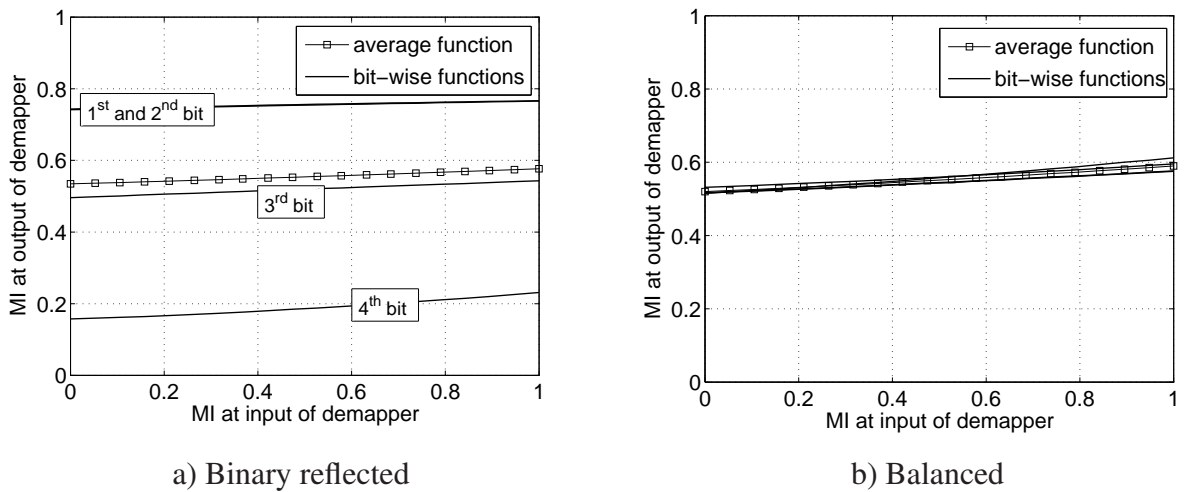 1
0.8
0.6
0.4
0.2
0
0 0.2 0.4 0.6 0.8 1
MI at output of demapper
MI at input of demapper
average function
bit−wise functions
1st and 2nd bit
3rd bit
4th bit
a) Binary reflected
1
0.8
0.6
0.4
0.2
0
0 0.2 0.4 0.6 0.8 1
MI at output of demapper
MI at input of demapper
average function
bit−wise functions
b) Balanced